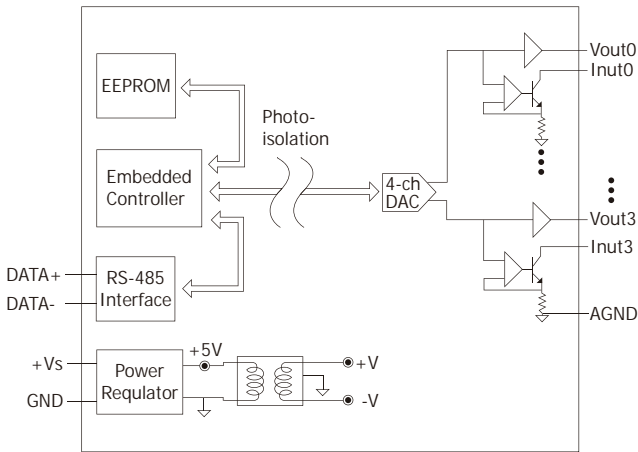 EEPROM
Photo-
isolation
Embedded
Controller
4-ch
DAC
Vout0
Inut0
Vout3
Inut3
AGND
DATA+
DATA-
RS-485
Interface
+Vs
GND
Power
Requlator
+5V
+V
-V